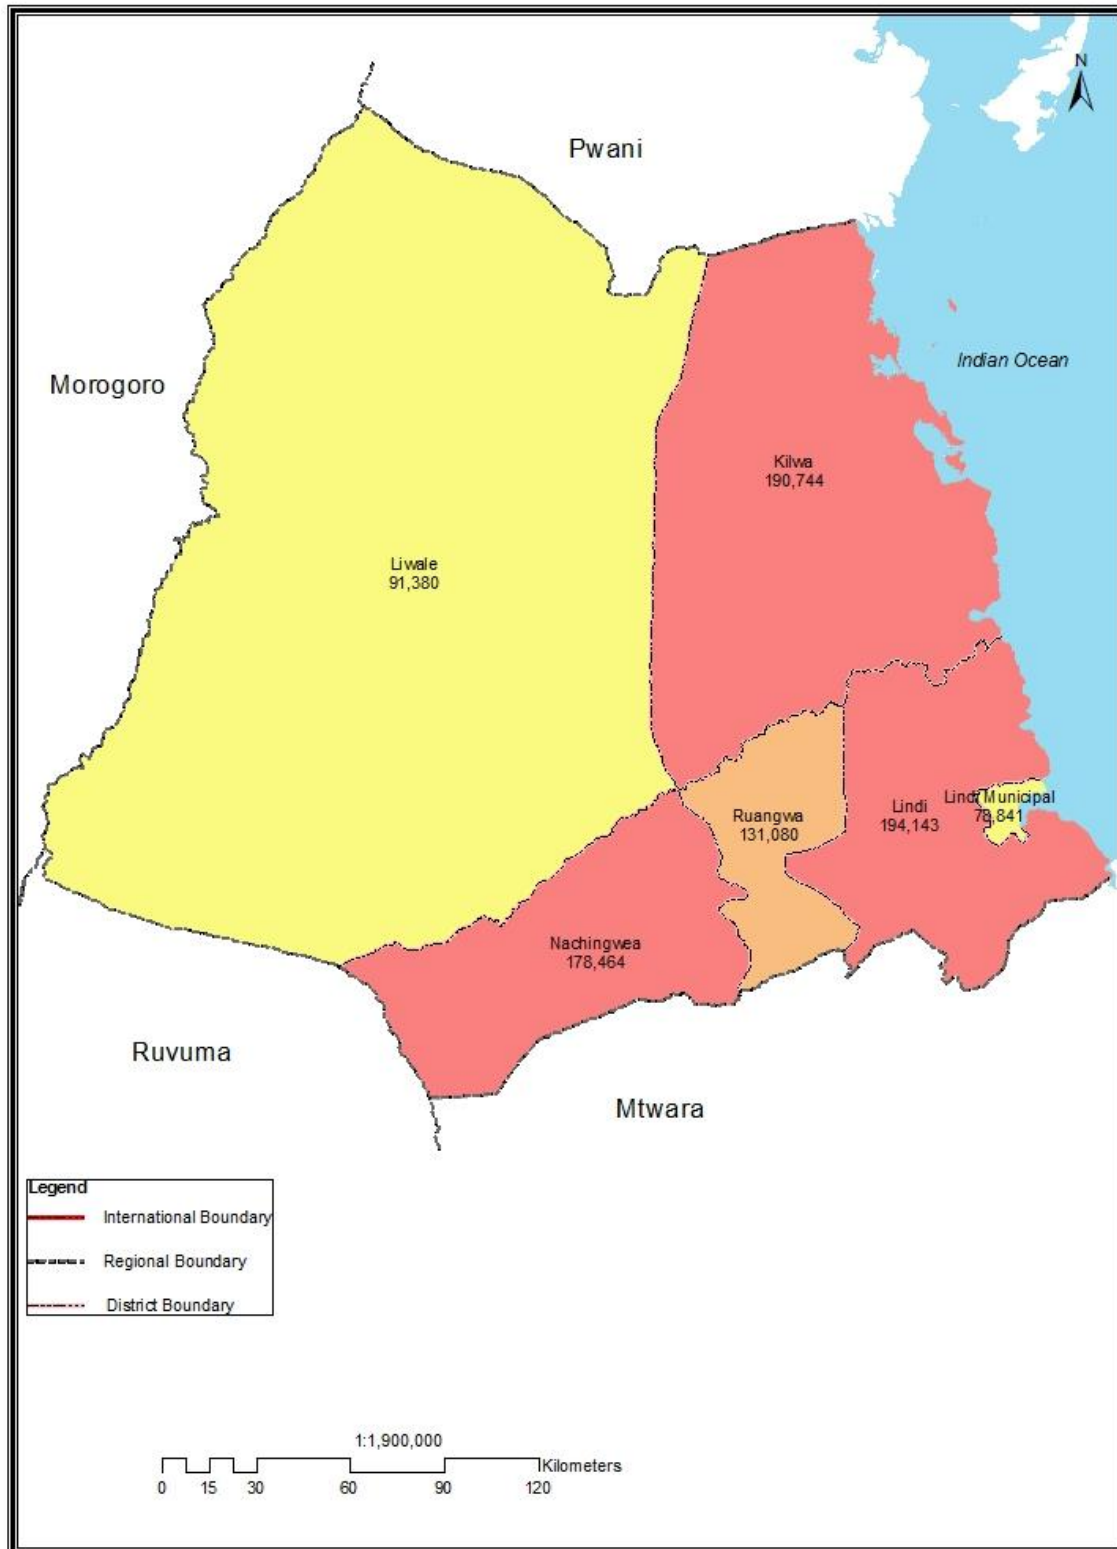 N
Pwani
Morogoro
Indian Ocean
Kilwa
190,744
Liwale
91,380
Lindi Municipal
78,841
Lindi
194,143
Ruangwa
131,080
Nachingwea
178,464
Ruvuma
Mtwara
Legend
International Boundary
Regional Boundary
District Boundary
1:1,900,000
Kilometers
0 15 30 60 90 120